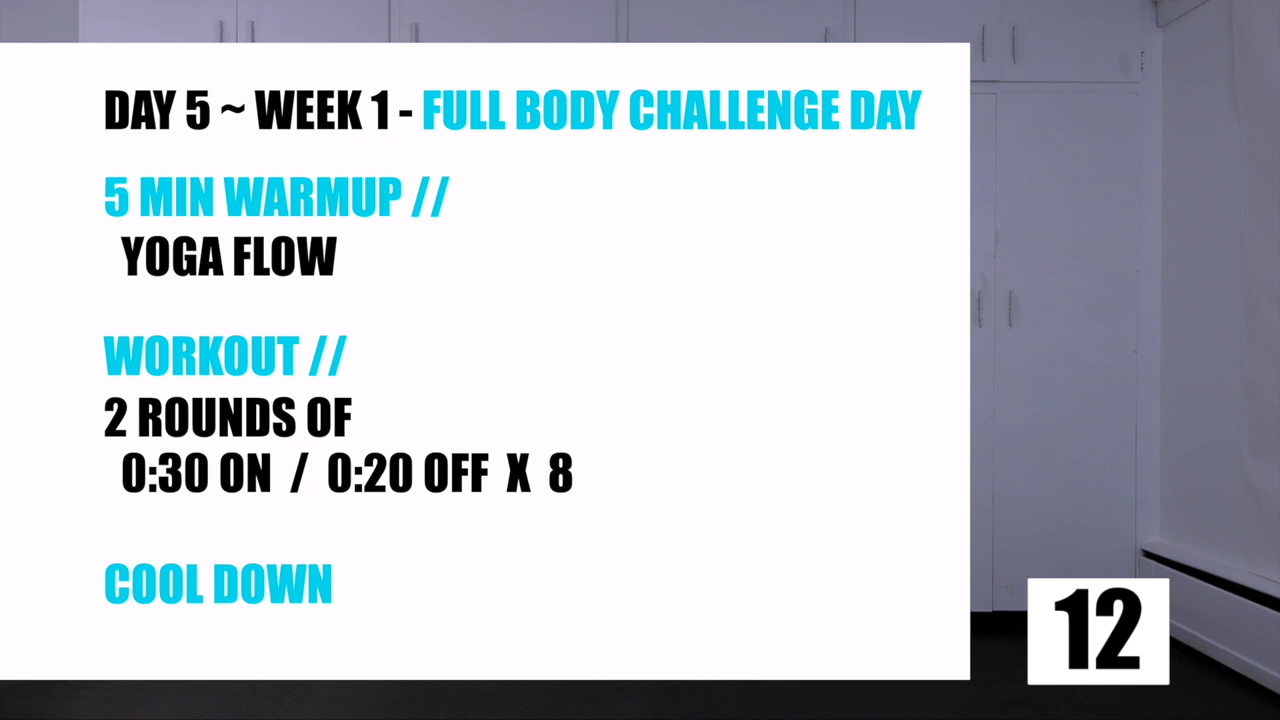 DAY 5 ~ WEEK 1 - FULL BODY CHALLENGE DAY
5 MIN WARMUP //
YOGA FLOW
WORKOUT //
2 ROUNDS OF
0:30 ON / 0:20 OFF X 8
COOL DOWN
12